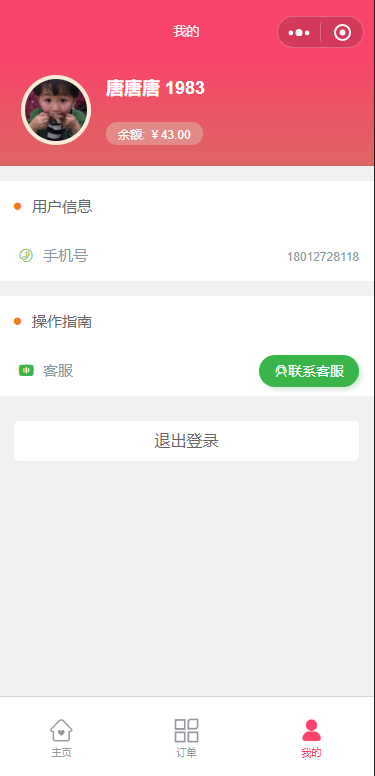 我的
唐唐唐 1983
余额: ￥43.00
用户信息
手机号
18012728118
操作指南
客服
联系客服
退出登录
主页
订单
我的